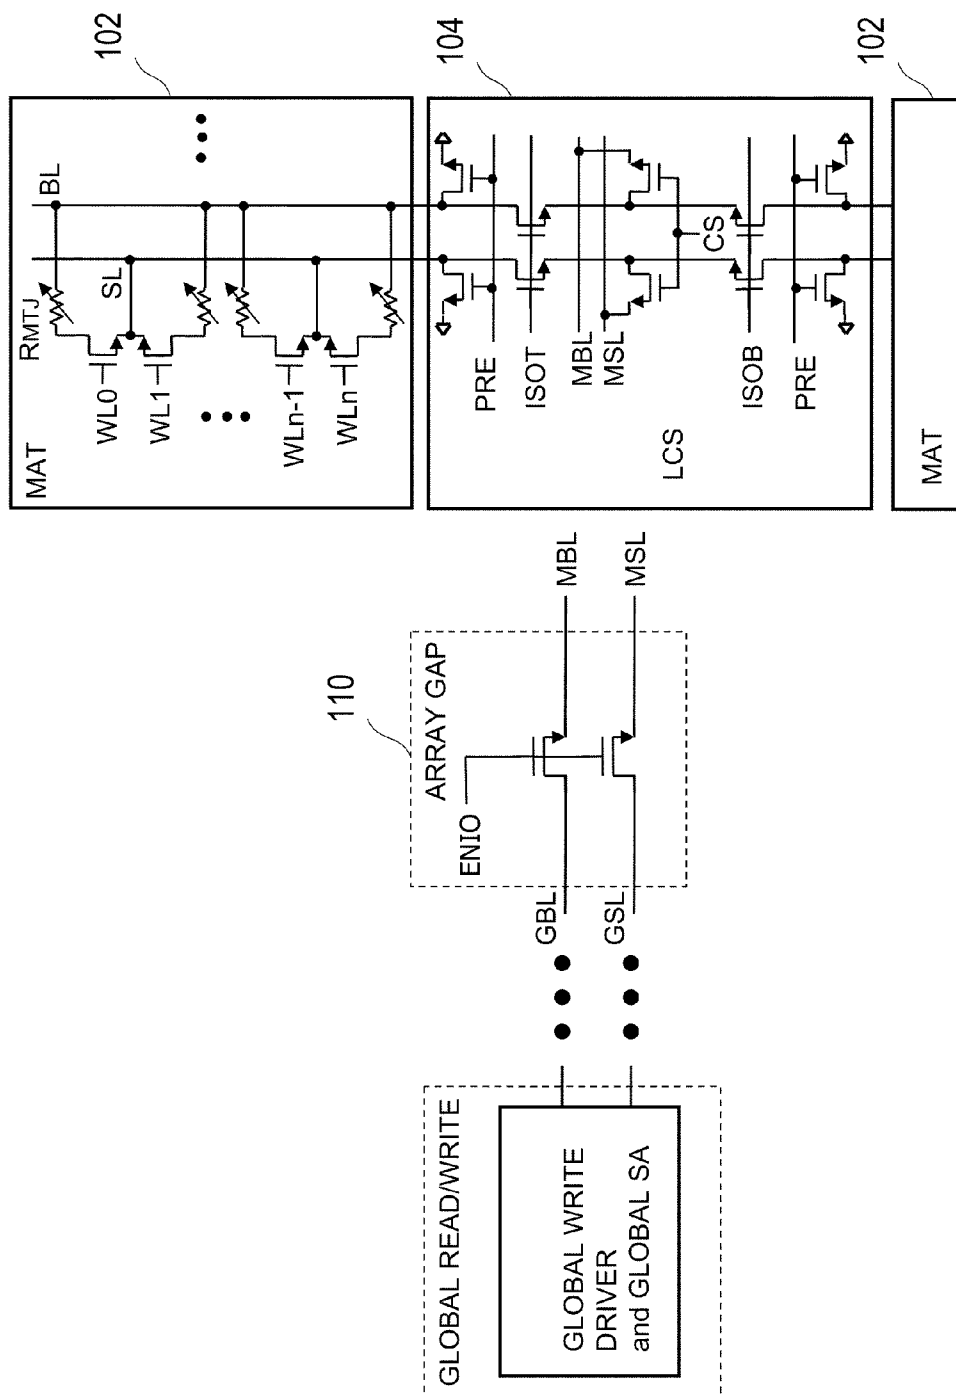 MAT
RMTJ
SL
BL
WL0
WL1
WLn-1
WLn
102
PRE
ISOT
MBL
MSL
CS
ISOB
PRE
LCS
104
MAT
102
MBL
MSL
ARRAY GAP
110
ENIO
GBL
GSL
GLOBAL READ/WRITE
GLOBAL WRITE
DRIVER
and GLOBAL SA